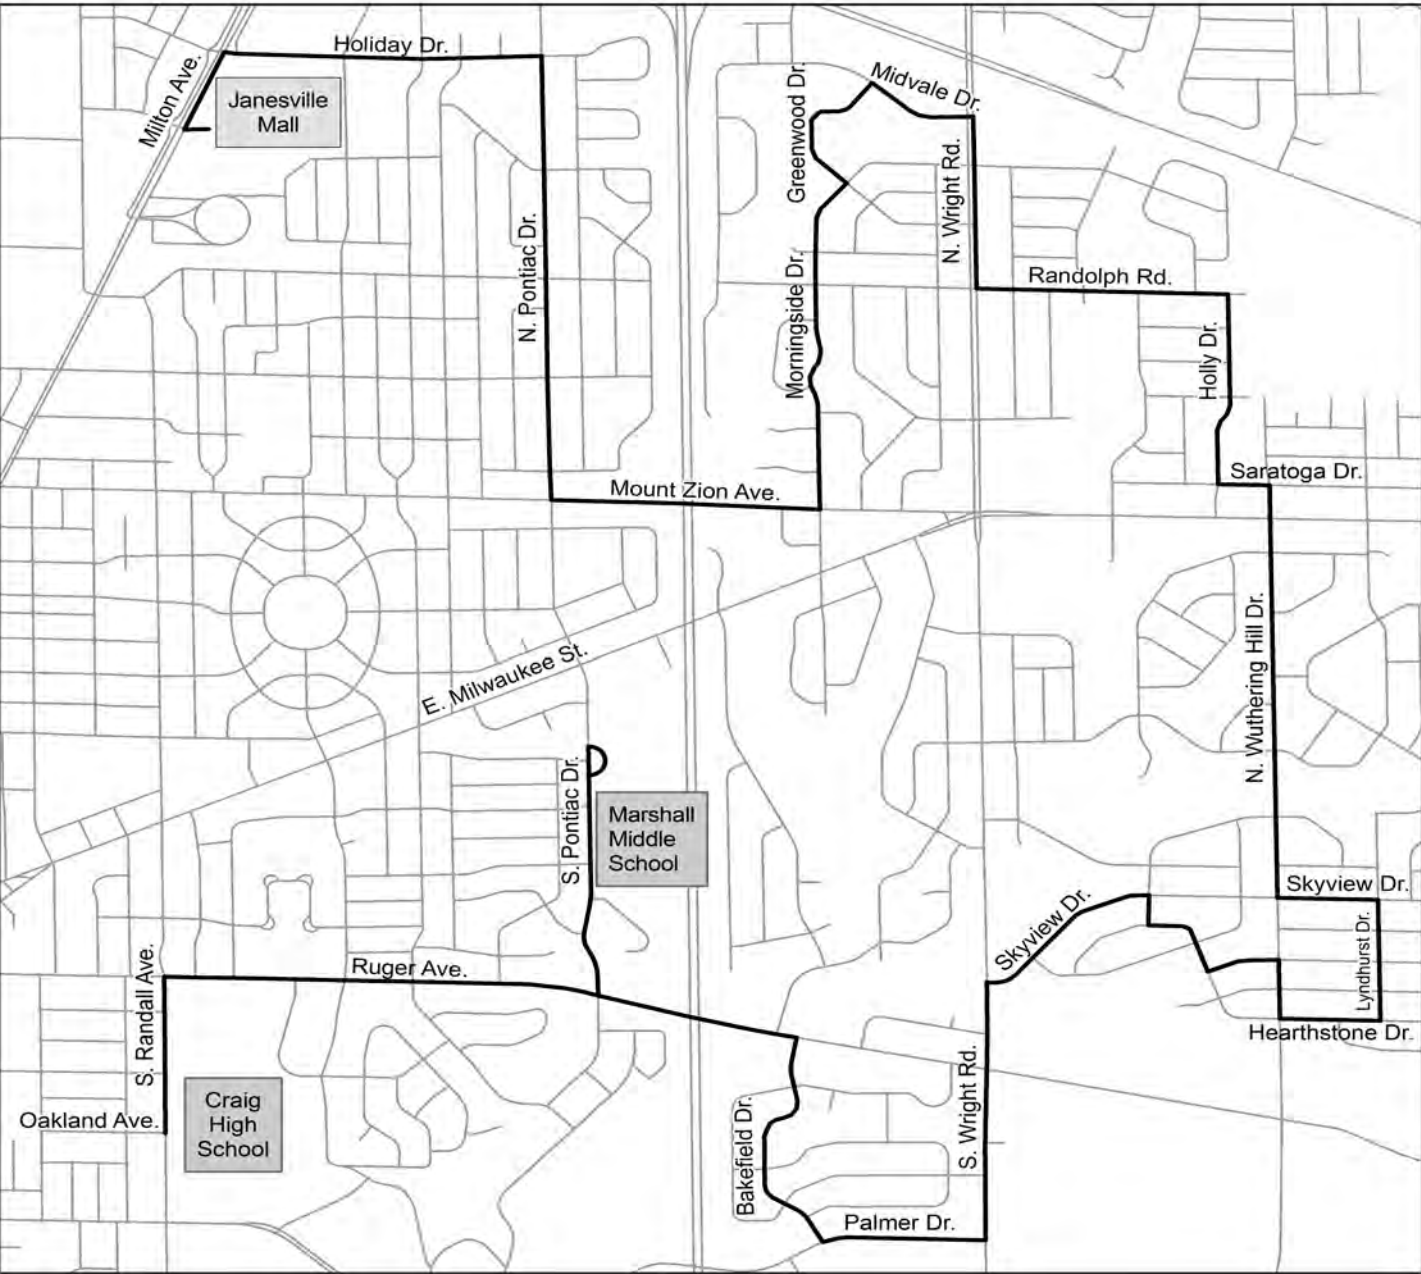 Holiday Dr.
Milton Ave.
Janesville
Mall
Midvale Dr.
Greenwood Dr.
N. Wright Rd.
N. Pontiac Dr.
Morningside Dr.
Randolph Rd.
Holly Dr.
Saratoga Dr.
Mount Zion Ave.
N. Wuthering Hill Dr.
E. Milwaukee St.
S. Pontiac Dr.
Marshall
Middle
School
Skyview Dr.
Skyview Dr.
Lyndhurst Dr.
Ruger Ave.
S. Randall Ave.
Hearthstone Dr.
S. Wright Rd.
Craig
High
School
Oakland Ave.
Bakefield Dr.
Palmer Dr.